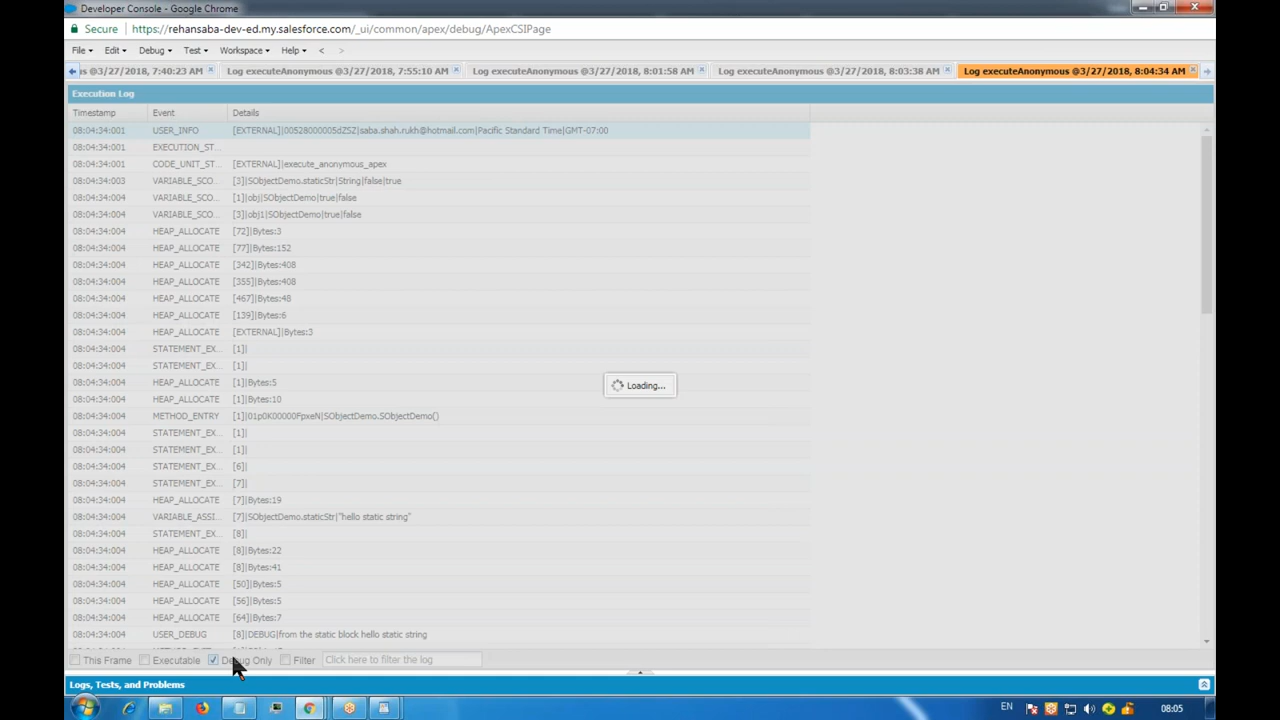 Developer Console - Google Chrome
Secure https://rehansaba-dev-ed.my.salesforce.com/_ui/common/apex/debug/ApexCSIPage
File Edit Debug Test Workspace Help < >
us @3/27/2018, 7:40:23 AM Log executeAnonymous @3/27/2018, 7:55:10 AM Log executeAnonymous @3/27/2018, 8:01:58 AM Log executeAnonymous @3/27/2018, 8:03:38 AM Log executeAnonymous @3/27/2018, 8:04:34 AM
Execution Log
Timestamp Event Details
08:04:34:001 USER_INFO [EXTERNAL]|00528000005dZSZ|saba.shah.rukh@hotmail.com|Pacific Standard Time|GMT-07:00
08:04:34:001 EXECUTION_ST...
08:04:34:001 CODE_UNIT_ST... [EXTERNAL]|execute_anonymous_apex
08:04:34:003 VARIABLE_SCO... [3]|SObjectDemo.staticStr|String|false|true
08:04:34:004 VARIABLE_SCO... [1]|obj|SObjectDemo|true|false
08:04:34:004 VARIABLE_SCO... [3]|obj1|SObjectDemo|true|false
08:04:34:004 HEAP_ALLOCATE [72]|Bytes:3
08:04:34:004 HEAP_ALLOCATE [77]|Bytes:152
08:04:34:004 HEAP_ALLOCATE [342]|Bytes:408
08:04:34:004 HEAP_ALLOCATE [355]|Bytes:408
08:04:34:004 HEAP_ALLOCATE [467]|Bytes:48
08:04:34:004 HEAP_ALLOCATE [139]|Bytes:6
08:04:34:004 HEAP_ALLOCATE [EXTERNAL]|Bytes:3
08:04:34:004 STATEMENT_EX... [1]|
08:04:34:004 STATEMENT_EX... [1]|
08:04:34:004 HEAP_ALLOCATE [1]|Bytes:5
Loading...
08:04:34:004 HEAP_ALLOCATE [1]|Bytes:10
08:04:34:004 METHOD_ENTRY [1]|01p0K00000FpxeN|SObjectDemo.SObjectDemo()
08:04:34:004 STATEMENT_EX... [1]|
08:04:34:004 STATEMENT_EX... [1]|
08:04:34:004 STATEMENT_EX... [6]|
08:04:34:004 STATEMENT_EX... [7]|
08:04:34:004 HEAP_ALLOCATE [7]|Bytes:19
08:04:34:004 VARIABLE_ASSI... [7]|SObjectDemo.staticStr|"hello static string"
08:04:34:004 STATEMENT_EX... [8]|
08:04:34:004 HEAP_ALLOCATE [8]|Bytes:22
08:04:34:004 HEAP_ALLOCATE [8]|Bytes:41
08:04:34:004 HEAP_ALLOCATE [50]|Bytes:5
08:04:34:004 HEAP_ALLOCATE [56]|Bytes:5
08:04:34:004 HEAP_ALLOCATE [64]|Bytes:7
08:04:34:004 USER_DEBUG [8]|DEBUG|from the static block hello static string
This Frame Executable Debug Only Filter Click here to filter the log
Logs, Tests, and Problems
EN 08:05